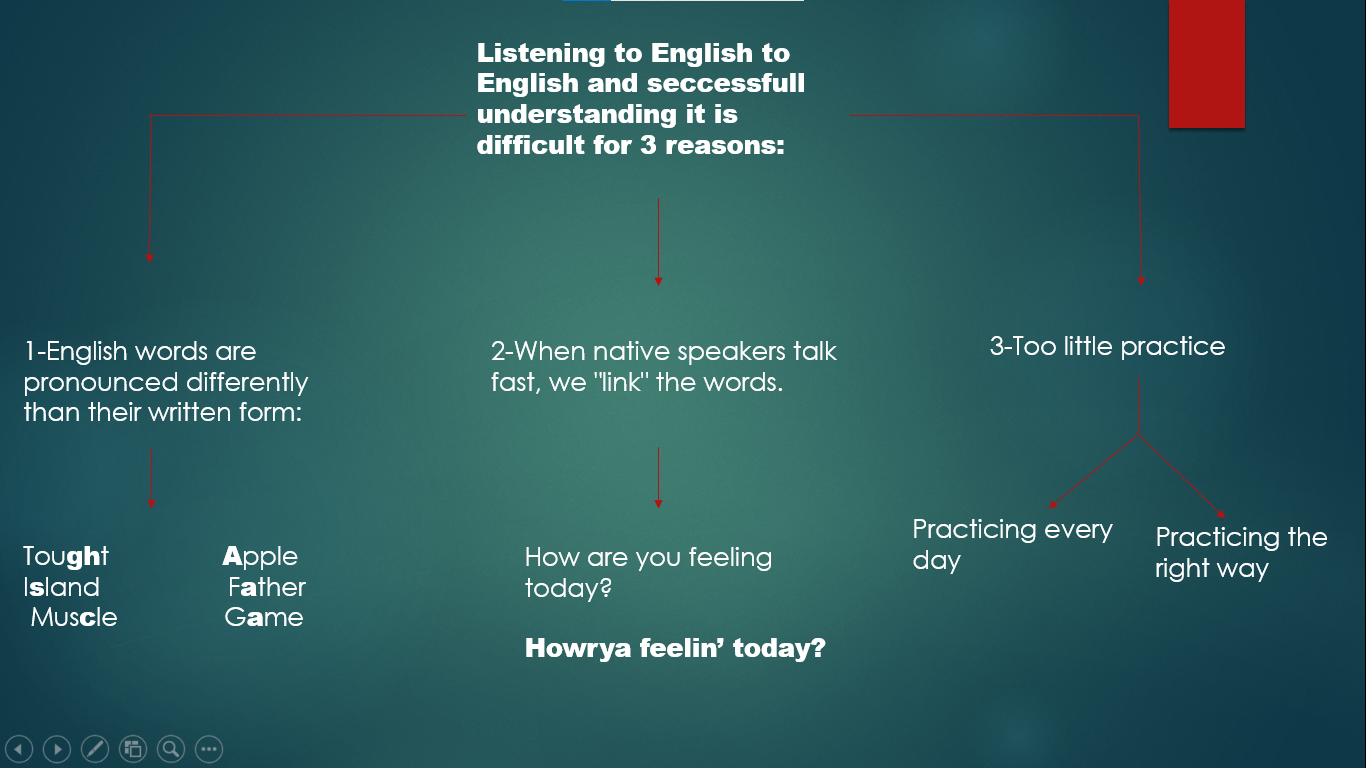 Listening to English to
English and seccessfull
understanding it is
difficult for 3 reasons:
1-English words are
pronounced differently
than their written form:
Tought
Island
Muscle
Apple
Father
Game
2-When native speakers talk
fast, we "link" the words.
How are you feeling
today?
Howrya feelin’ today?
3-Too little practice
Practicing every
day
Practicing the
right way